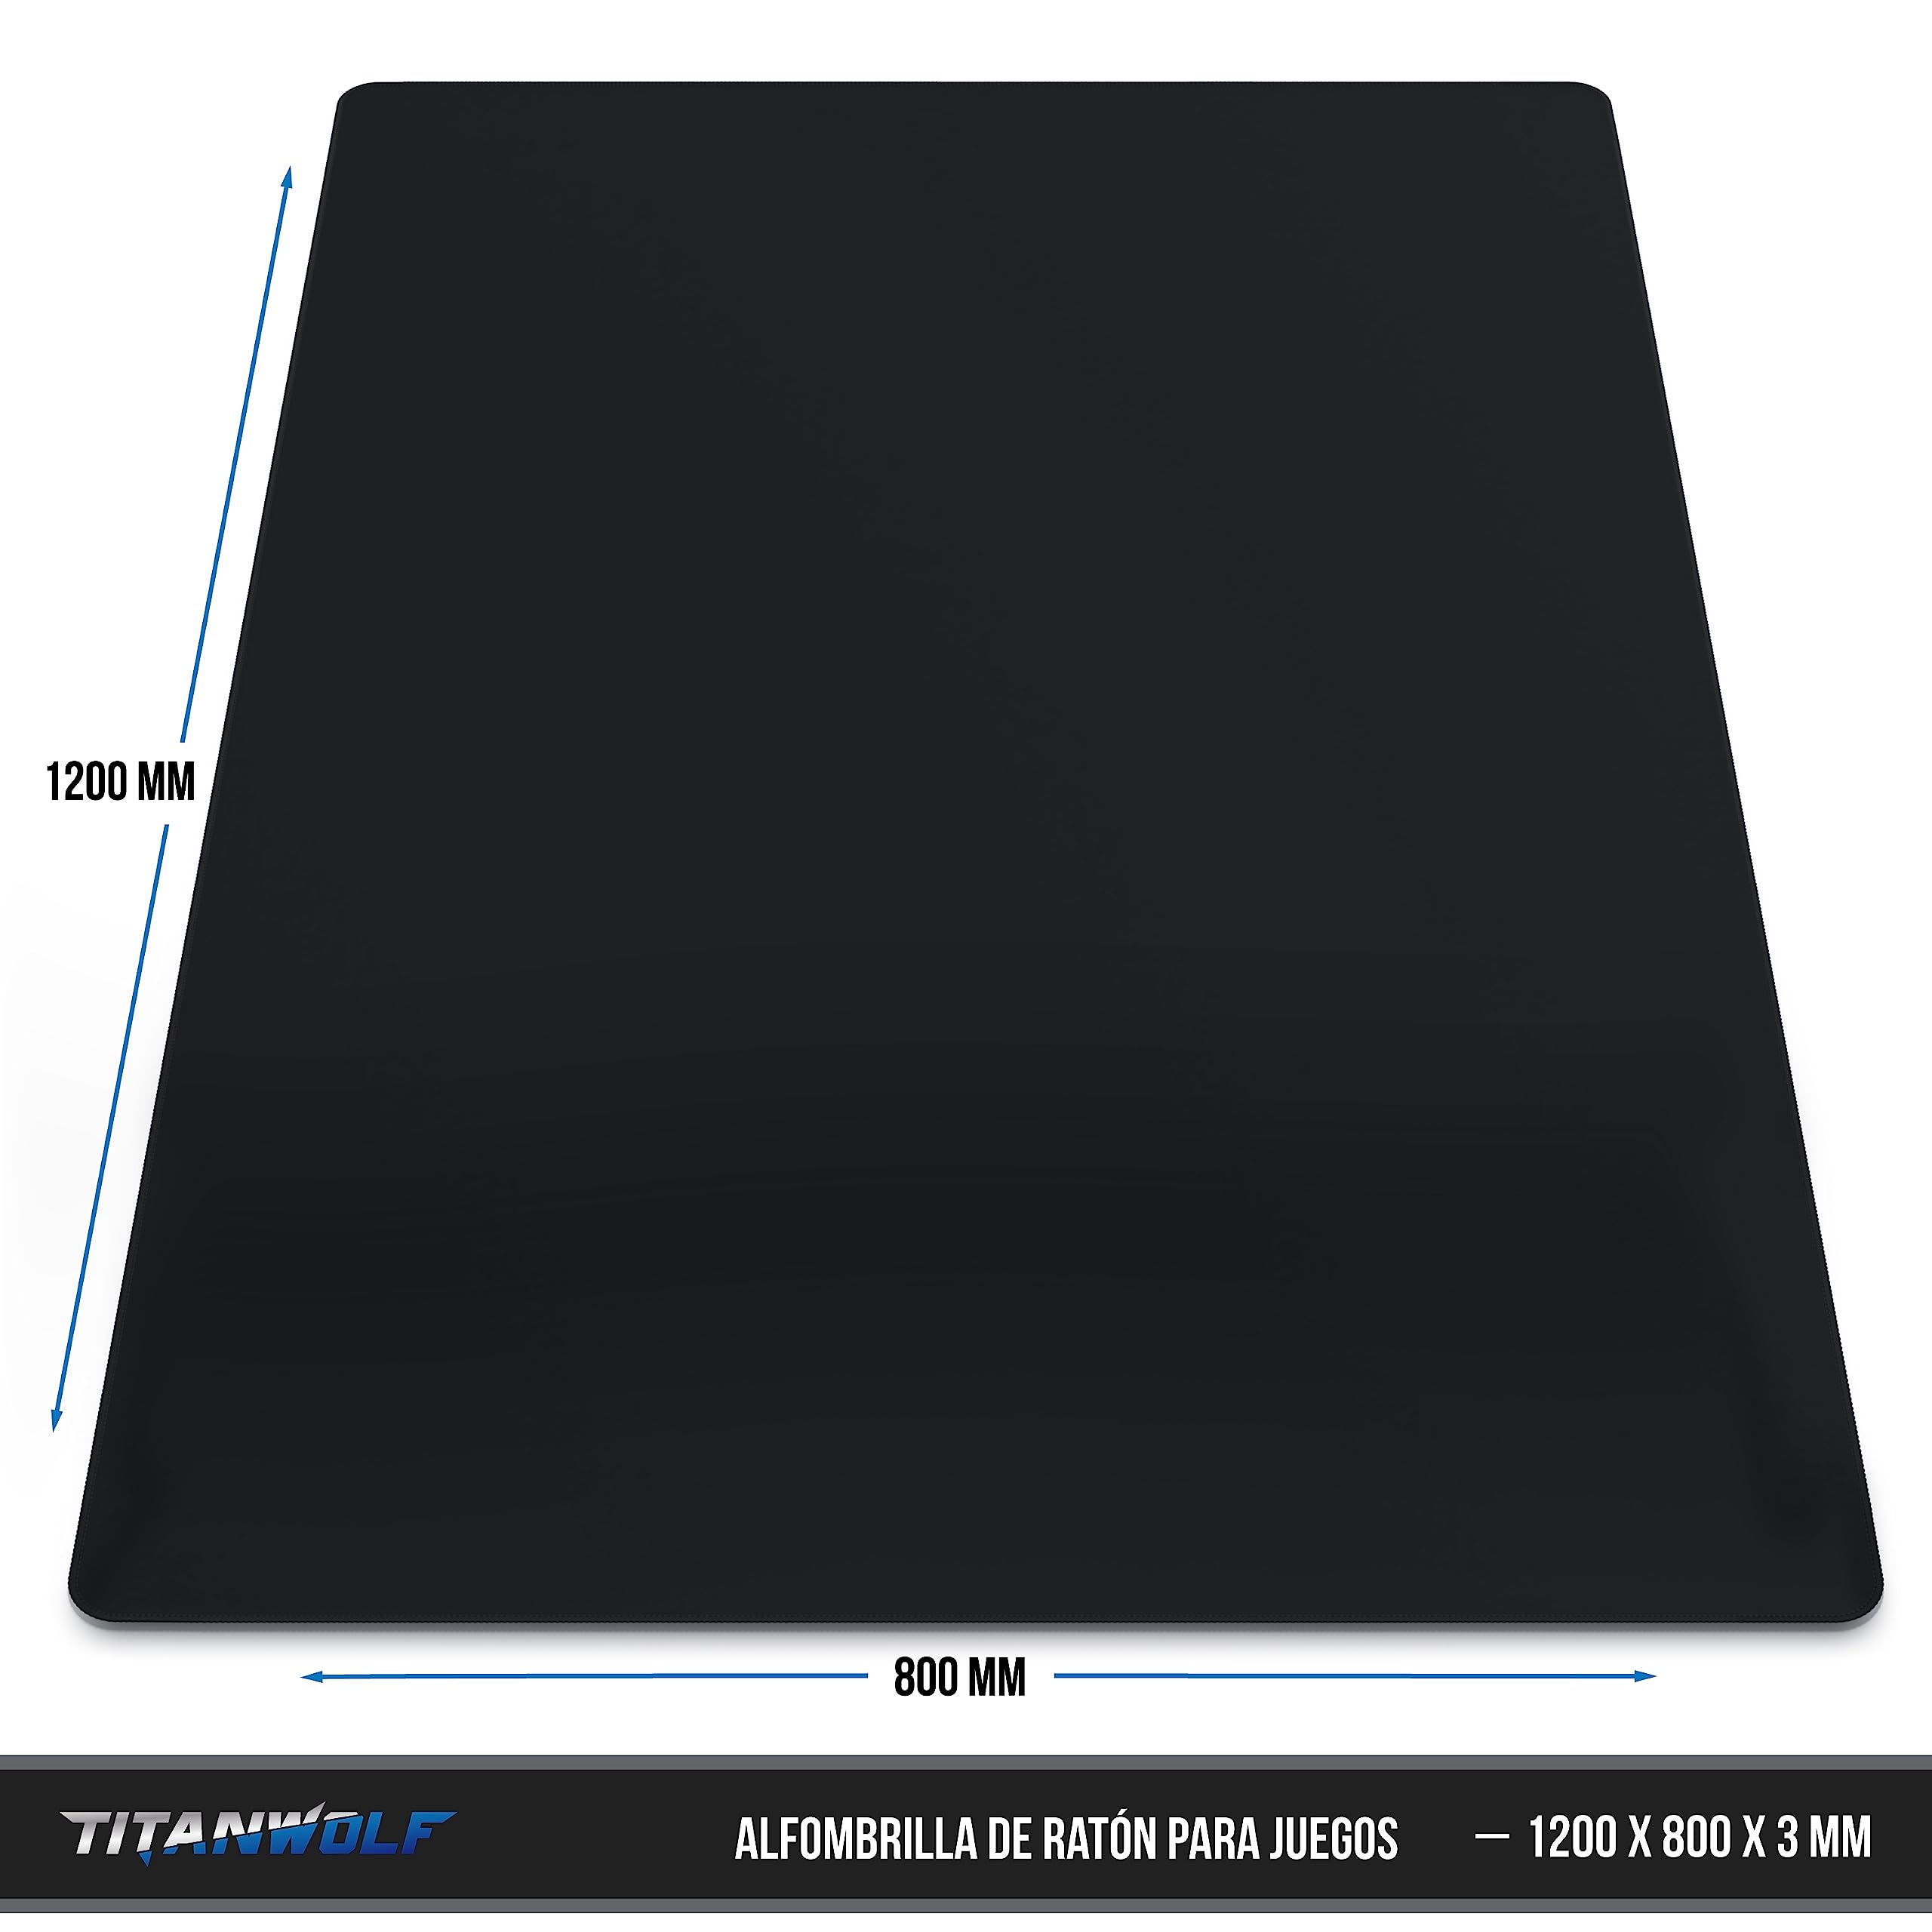 1200 MM
800 MM
TITANWOLF
ALFOMBRILLA DE RATÓN PARA JUEGOS — 1200 X 800 X 3 MM